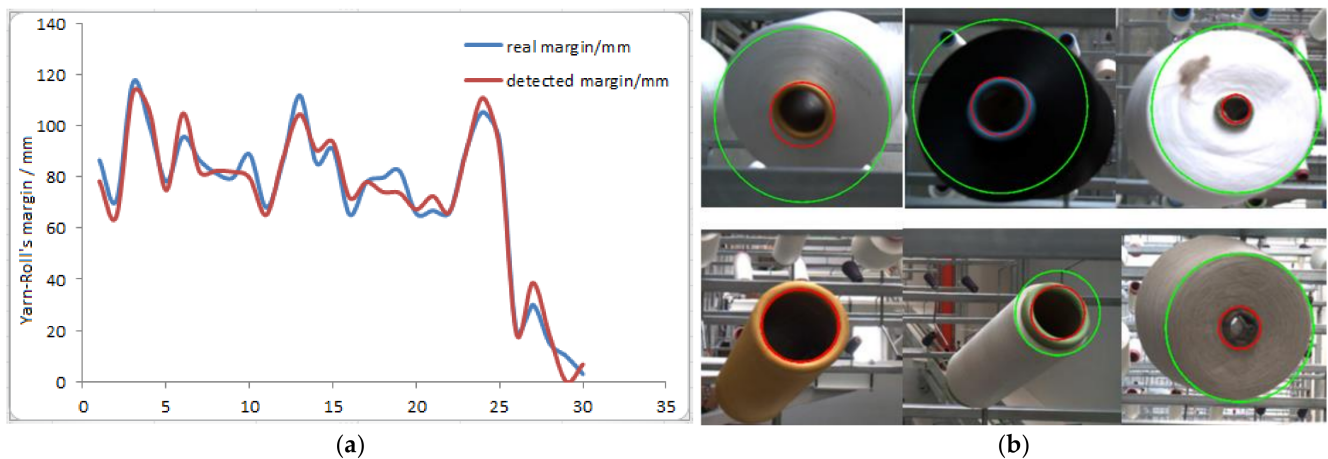 140
120
100
80
60
40
20
0
Yarn-Roll's margin / mm
real margin/mm
detected margin/mm
0 5 10 15 20 25 30 35
(a) (b)